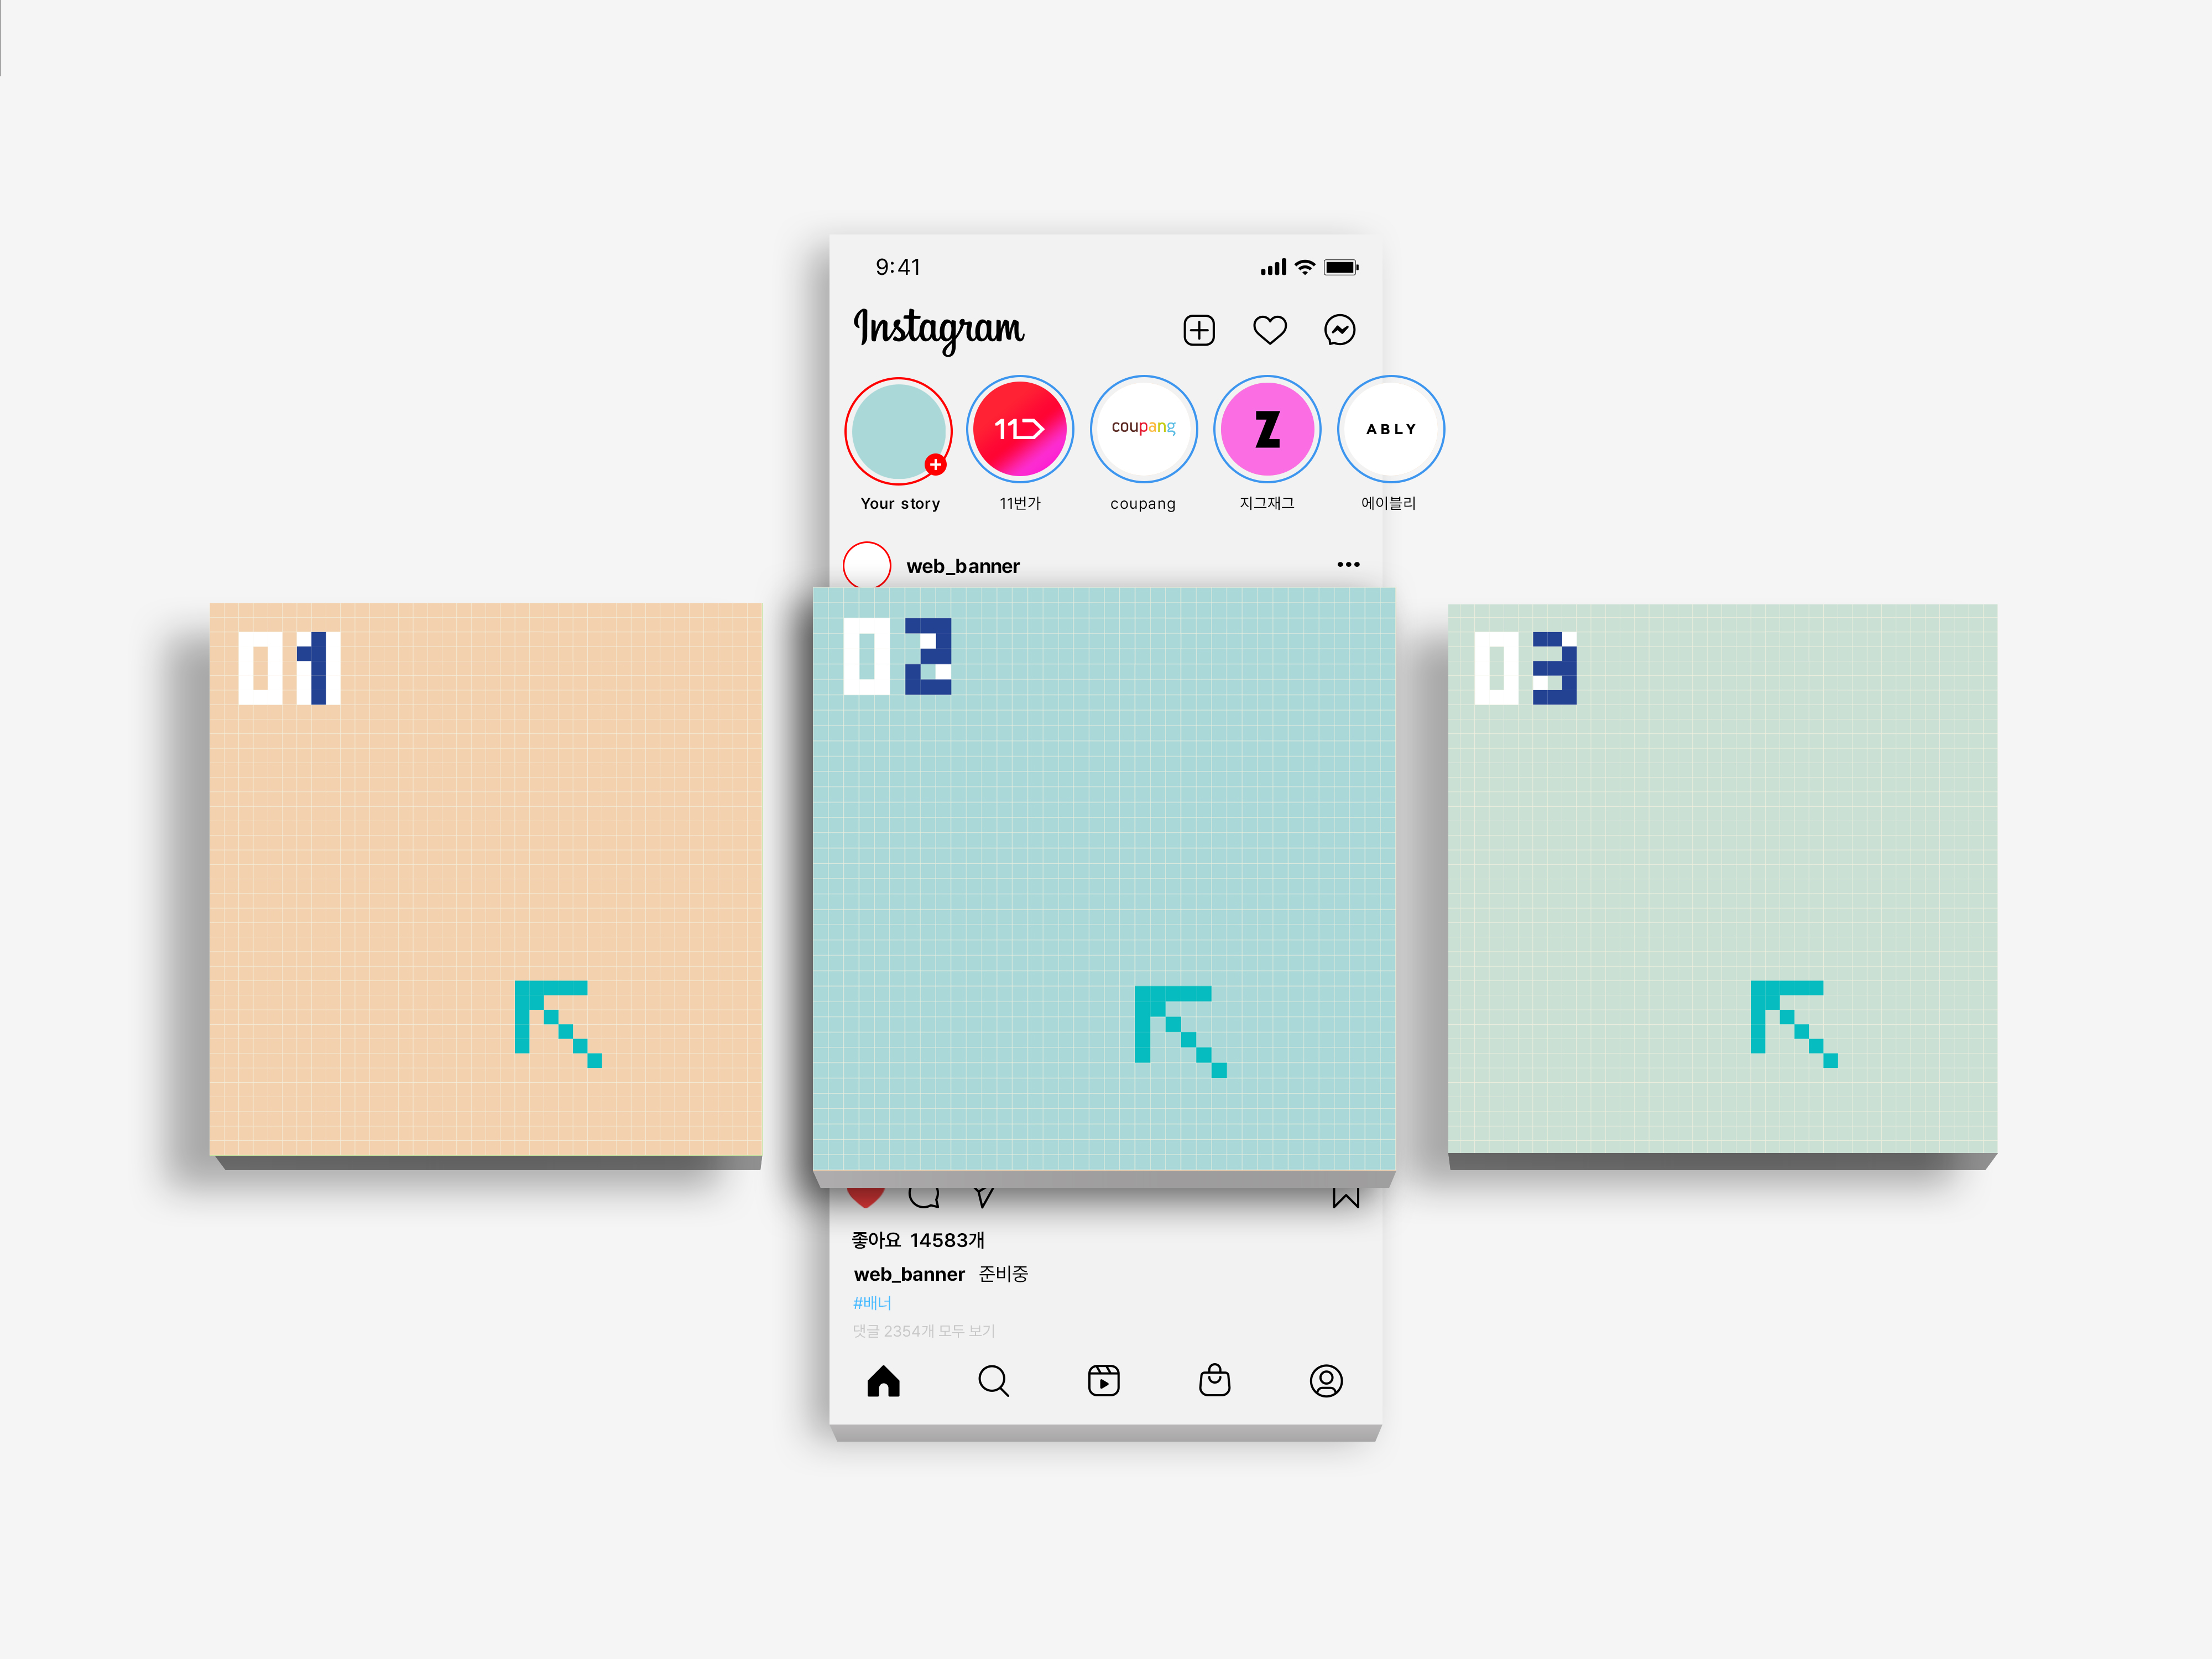 9:41
Instagram
11
coupang
Z
ABLY
Your story
11번가
coupang
지그재그
에이블리
web_banner
01
02
03
좋아요 14583개
web_banner 준비중
#배너
댓글 2354개 모두 보기